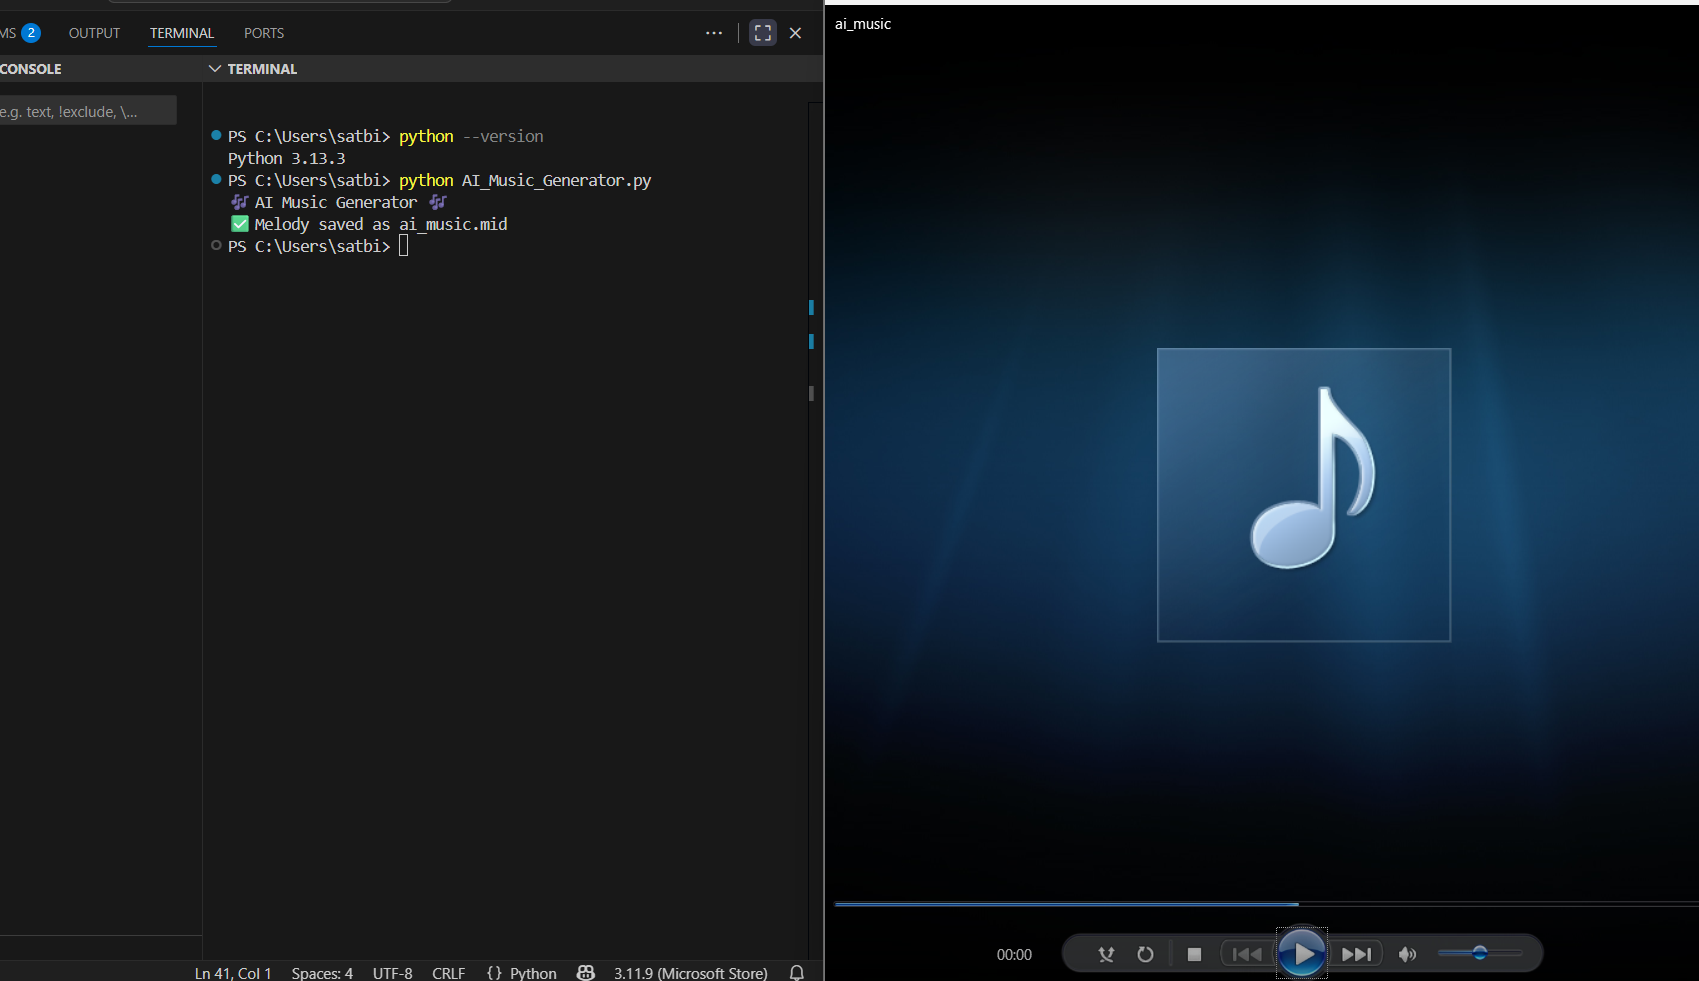 MS 2 OUTPUT TERMINAL PORTS
CONSOLE
TERMINAL
e.g. text, !exclude, \...
PS C:\Users\satbi> python --version
Python 3.13.3
PS C:\Users\satbi> python AI_Music_Generator.py
🎶 AI Music Generator 🎶
✅ Melody saved as ai_music.mid
PS C:\Users\satbi>
Ln 41, Col 1 Spaces: 4 UTF-8 CRLF {} Python 3.11.9 (Microsoft Store)
ai_music
00:00